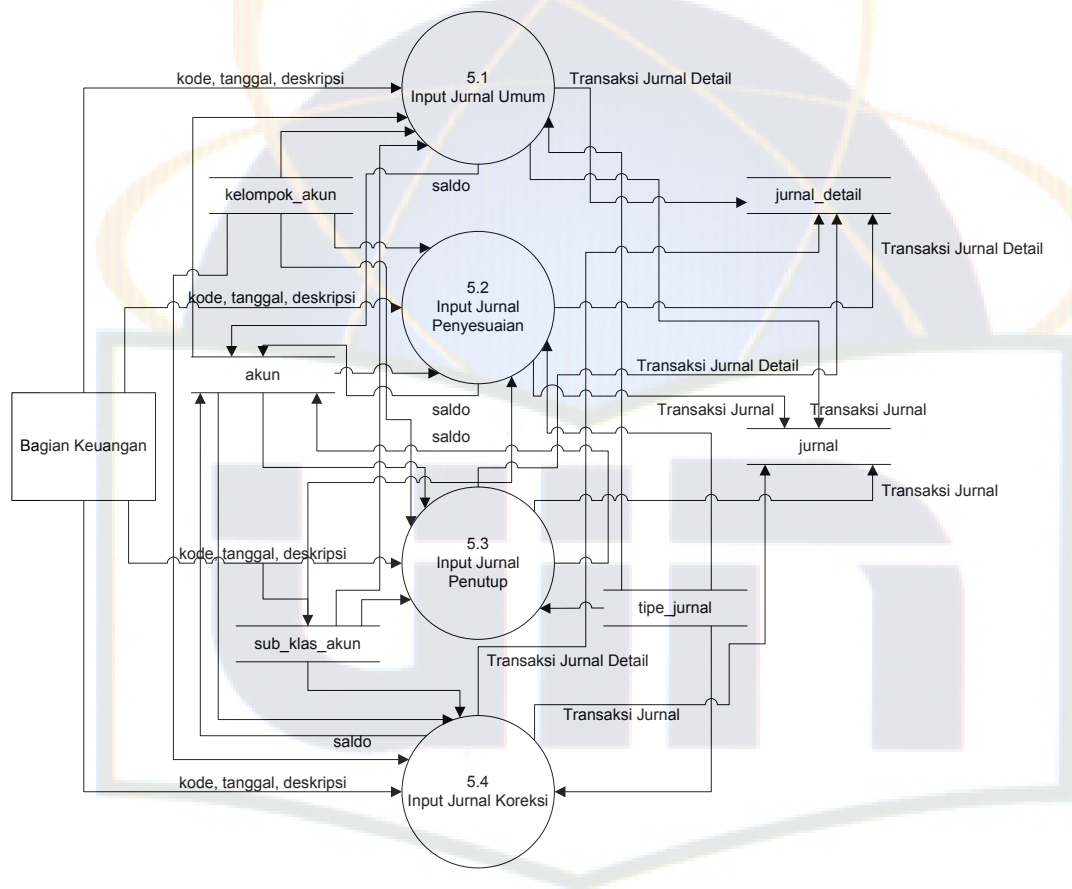 5.1
Input Jurnal Umum
kode, tanggal, deskripsi
Transaksi Jurnal Detail
saldo
kelompok_akun
jurnal_detail
Transaksi Jurnal Detail
5.2
Input Jurnal
Penyesuaian
kode, tanggal, deskripsi
akun
Transaksi Jurnal Detail
saldo
Transaksi Jurnal
Transaksi Jurnal
saldo
Bagian Keuangan
jurnal
Transaksi Jurnal
5.3
Input Jurnal
Penutup
kode, tanggal, deskripsi
tipe_jurnal
sub_klas_akun
Transaksi Jurnal Detail
Transaksi Jurnal
saldo
5.4
Input Jurnal Koreksi
kode, tanggal, deskripsi
uin